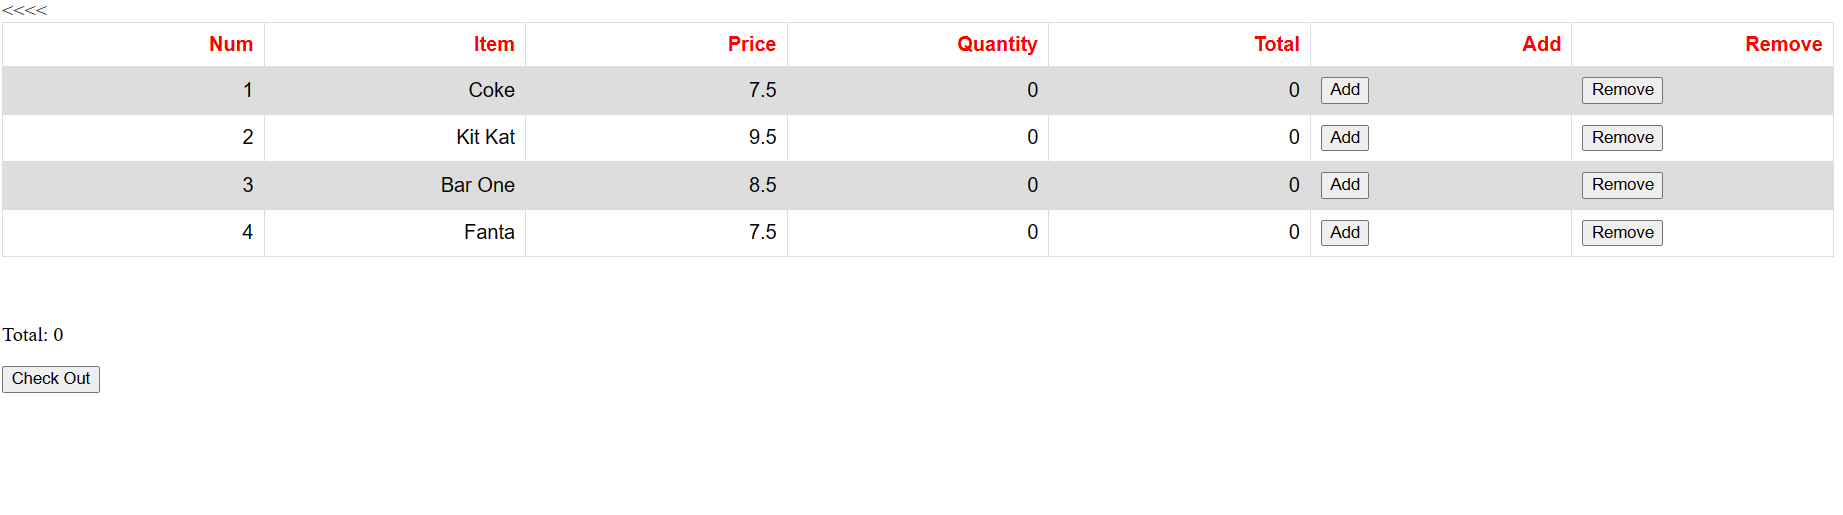 <<<<
Num Item Price Quantity Total Add Remove
1 Coke 7.5 0 0 Add Remove
2 Kit Kat 9.5 0 0 Add Remove
3 Bar One 8.5 0 0 Add Remove
4 Fanta 7.5 0 0 Add Remove
Total: 0
Check Out